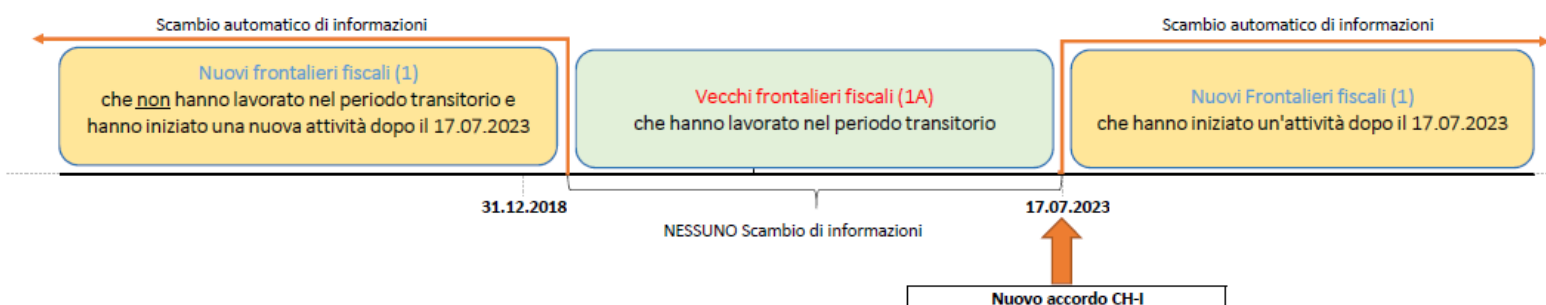 Scambio automatico di informazioni
Scambio automatico di informazioni
Nuovi frontalieri fiscali (1)
che non hanno lavorato nel periodo transitorio e
hanno iniziato una nuova attività dopo il 17.07.2023
Vecchi frontalieri fiscali (1A)
che hanno lavorato nel periodo transitorio
Nuovi Frontalieri fiscali (1)
che hanno iniziato un'attività dopo il 17.07.2023
31.12.2018
17.07.2023
NESSUNO Scambio di informazioni
Nuovo accordo CH-I